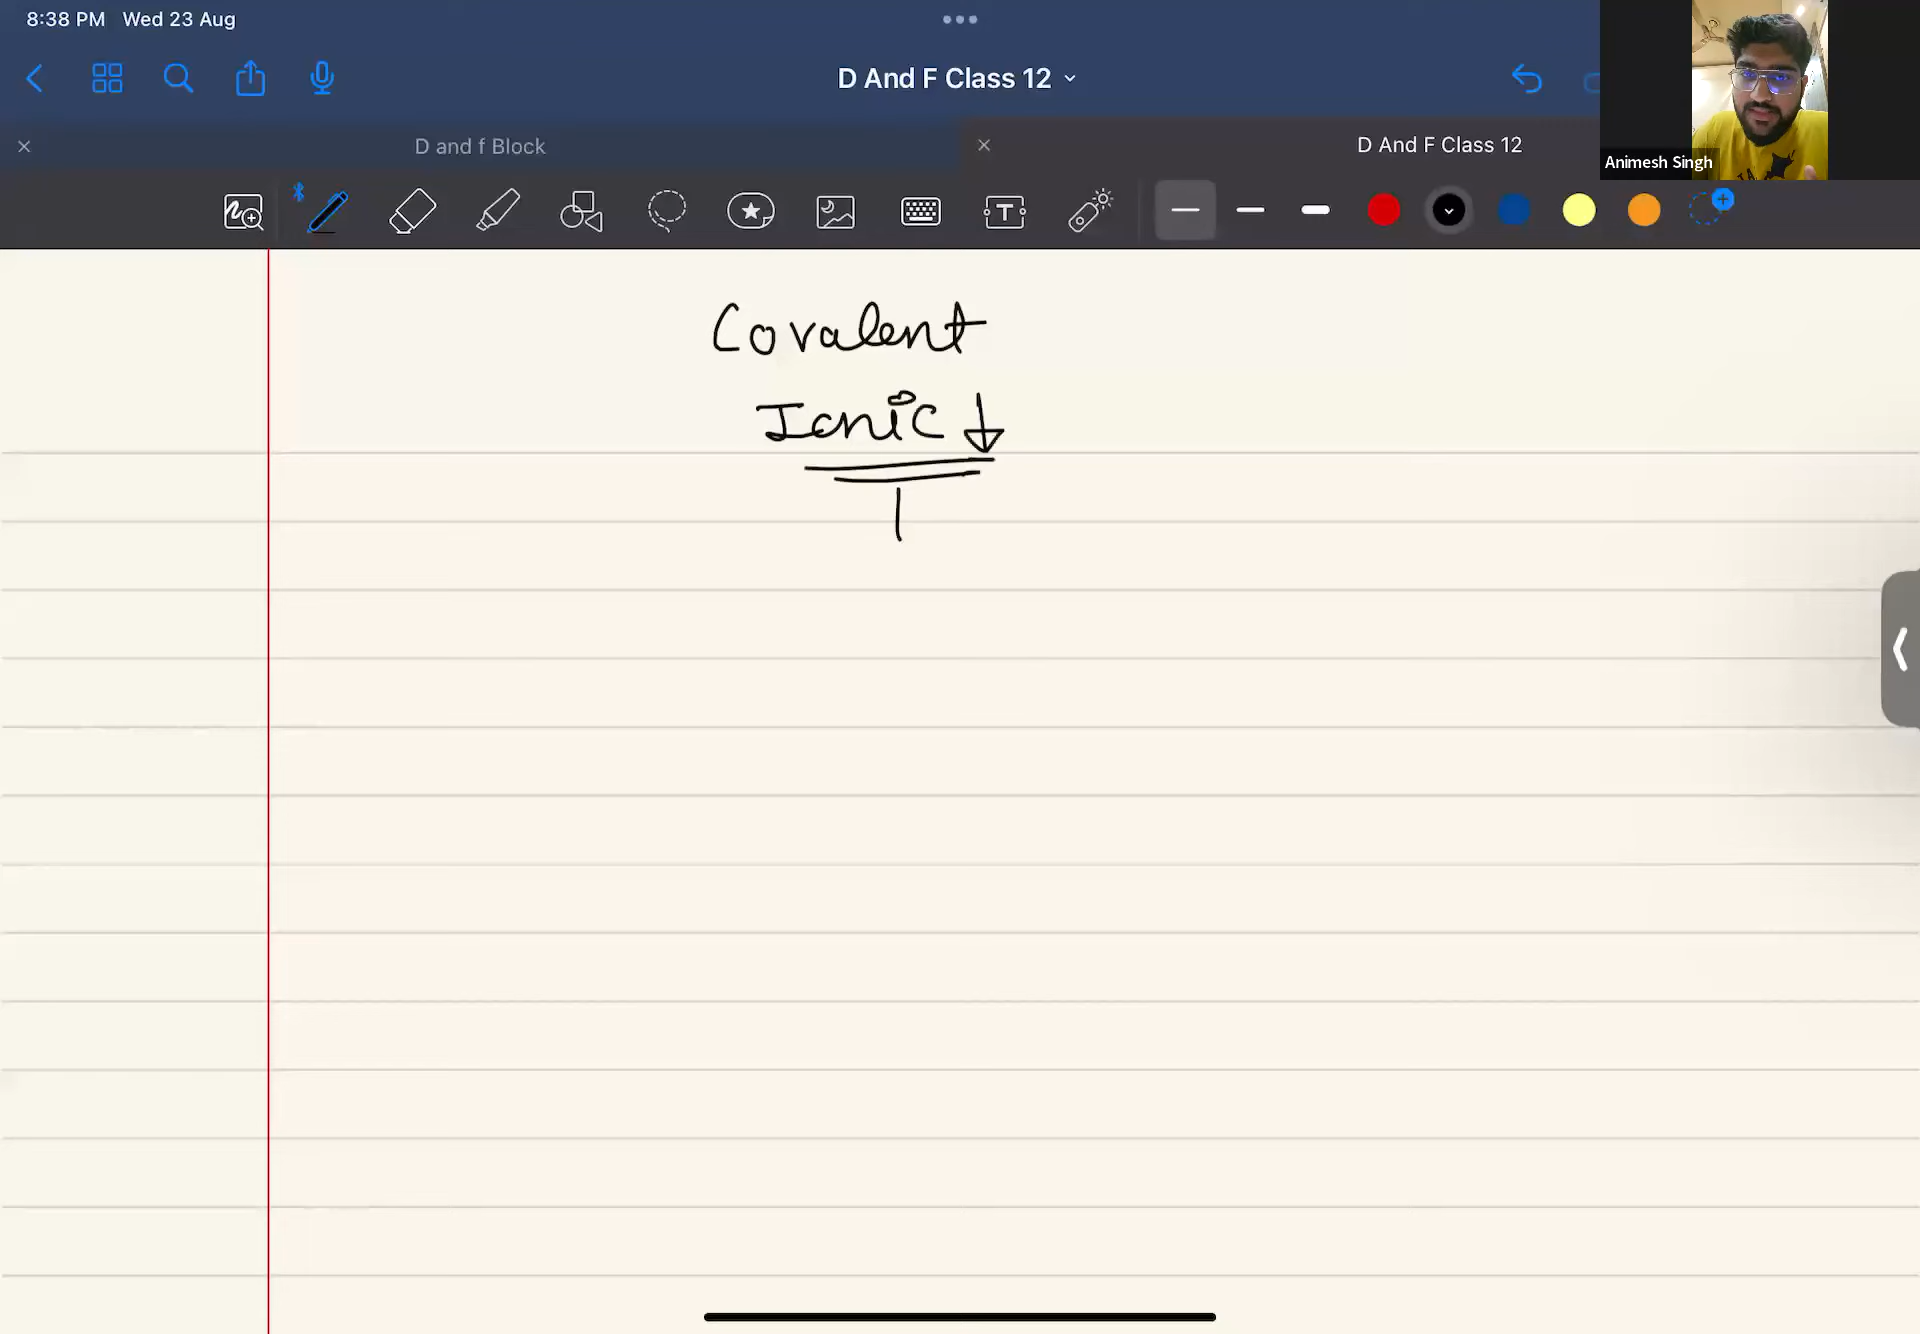 8:38 PM Wed 23 Aug
D And F Class 12
D and f Block
D And F Class 12
Animesh Singh
T
Covalent
Ionic ↓